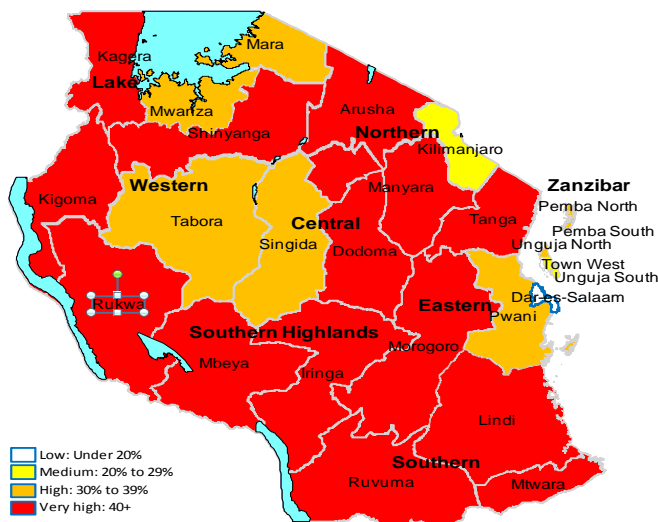 Mara
Kagera
Lake
Mwanza
Arusha
Shinyanga
Northern
Kilimanjaro
Kigoma
Western
Manyara
Zanzibar
Pemba North
Tabora
Central
Tanga
Pemba South
Singida
Dodoma
Unguja North
Town West
Unguja South
Rukwa
Eastern
Dar-es-Salaam
Pwani
Southern Highlands
Morogoro
Mbeya
Iringa
Lindi
Low: Under 20%
Medium: 20% to 29%
High: 30% to 39%
Very high: 40+
Southern
Ruvuma
Mtwara